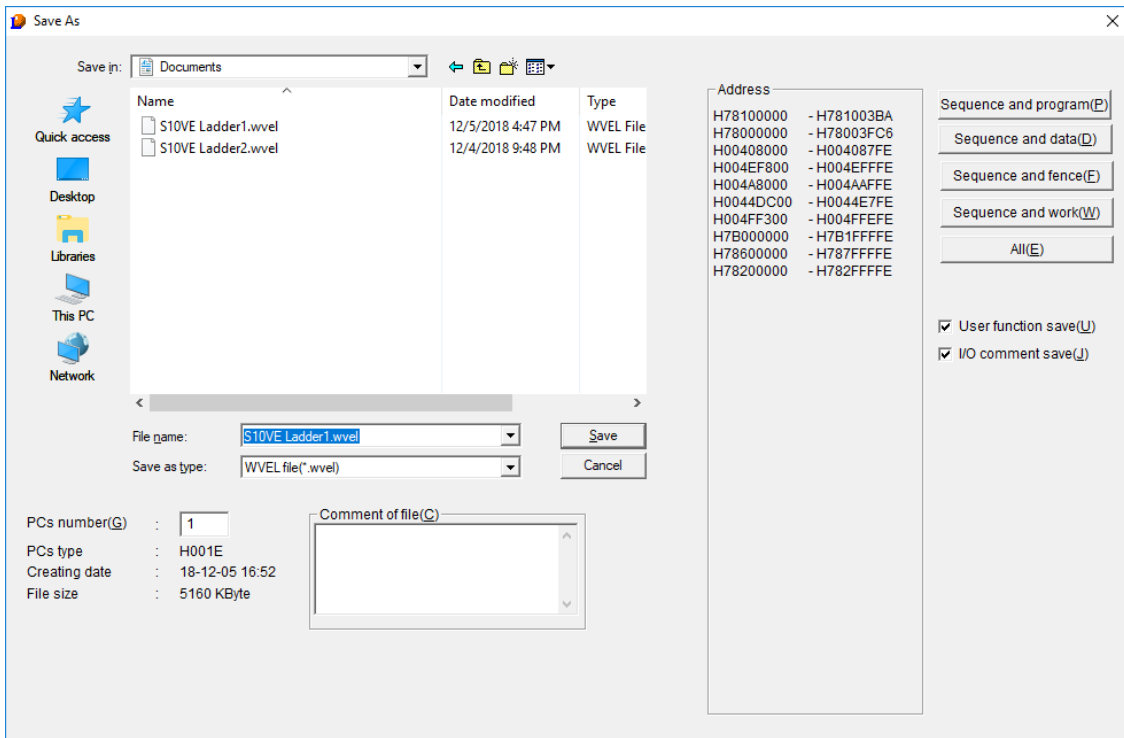 Save As
Save in: Documents
Quick access
Desktop
Libraries
This PC
Network
Name Date modified Type
S10VE Ladder1.wvel 12/5/2018 4:47 PM WVEL File
S10VE Ladder2.wvel 12/4/2018 9:48 PM WVEL File
File name: S10VE Ladder1.wvel Save
Save as type: WVEL file(*.wvel) Cancel
PCs number(G) : 1
PCs type : H001E
Creating date : 18-12-05 16:52
File size : 5160 KByte
Comment of file(C)
Address
H78100000 - H781003BA
H78000000 - H78003FC6
H00408000 - H004087FE
H004EF800 - H004EFFFE
H004A8000 - H004AAFFE
H0044DC00 - H0044E7FE
H004FF300 - H004FFEFE
H7B000000 - H7B1FFFFE
H78600000 - H787FFFFE
H78200000 - H782FFFFE
Sequence and program(P)
Sequence and data(D)
Sequence and fence(F)
Sequence and work(W)
All(E)
User function save(U)
I/O comment save(J)